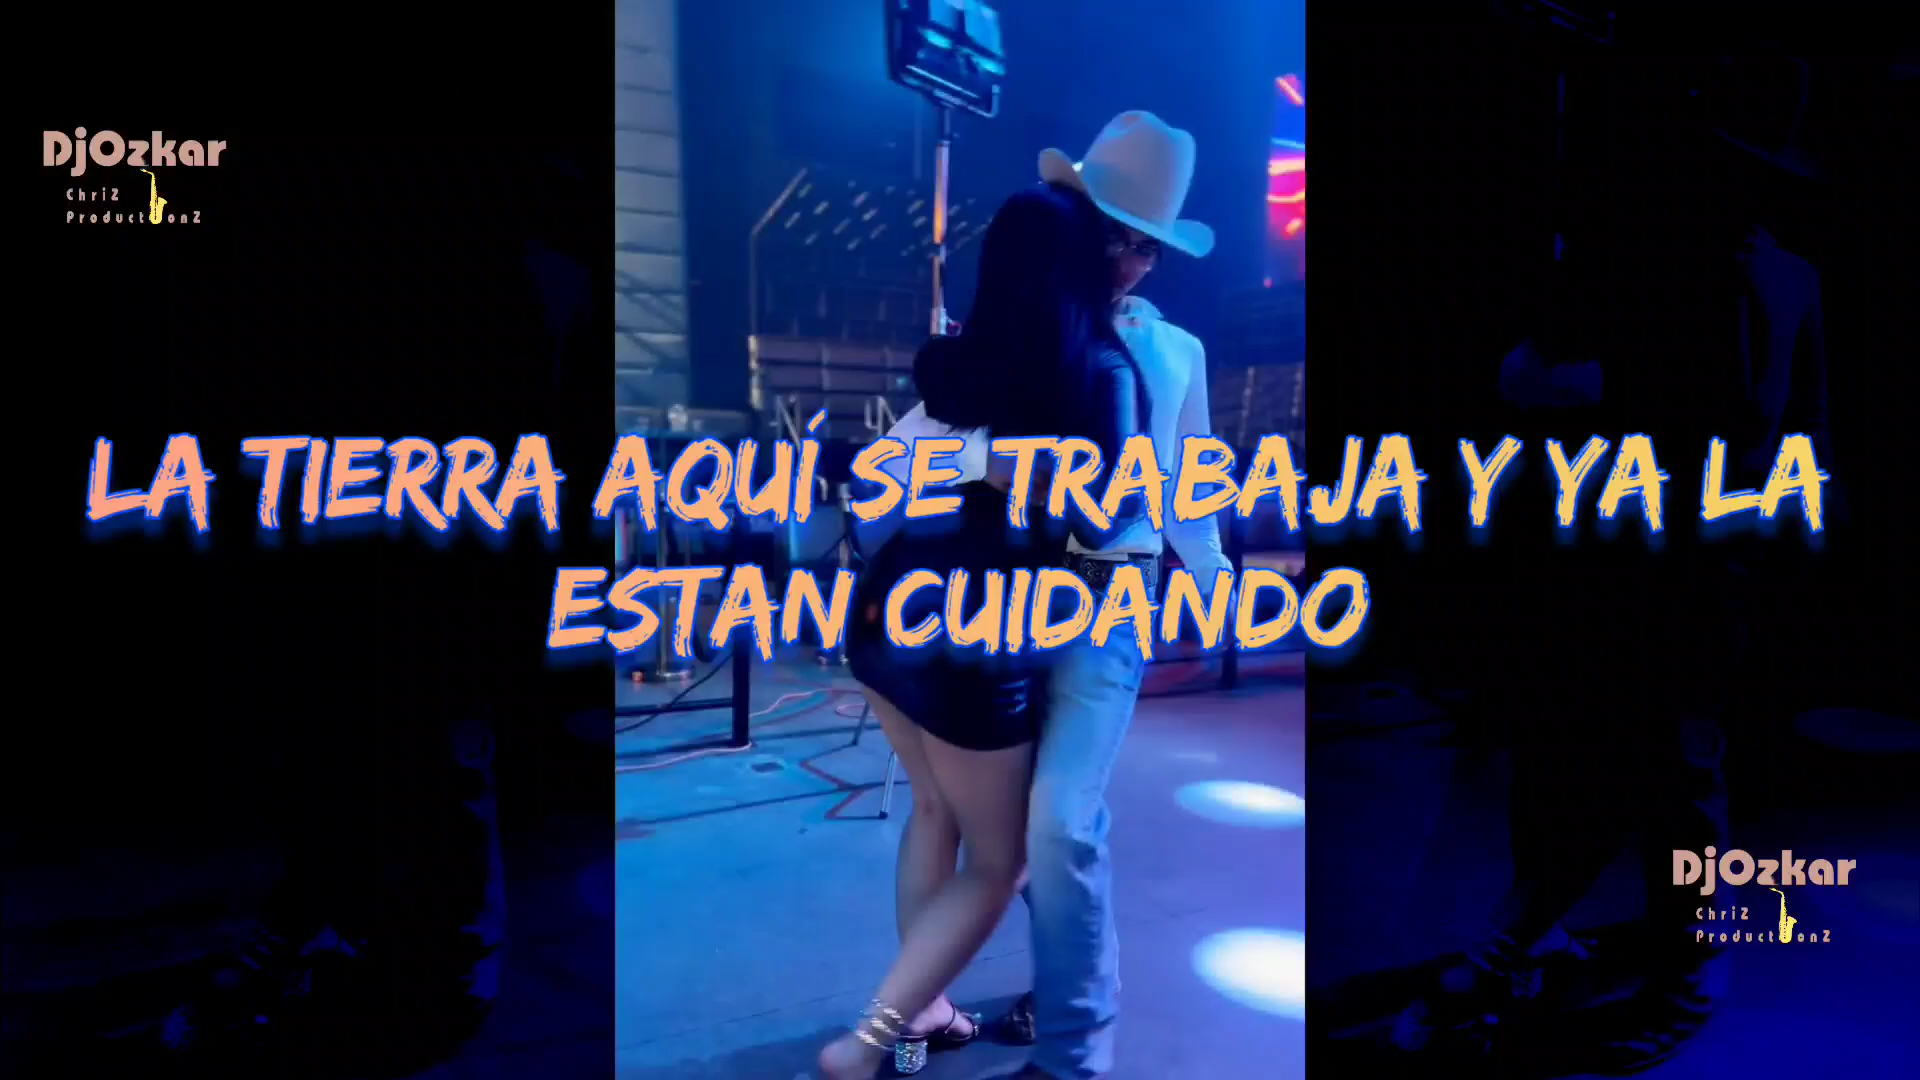 DjOzkar
ChriZ
ProductionZ
LA TIERRA AQUÍ SE TRABAJA Y YA LA
ESTAN CUIDANDO
DjOzkar
ChriZ
ProductionZ